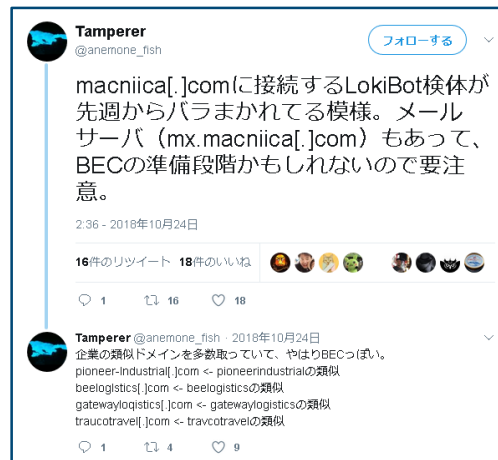 Tamperer
@anemone_fish
フォローする
macniica[.]comに接続するLokiBot検体が
先週からバラまかれてる模様。メール
サーバ（mx.macniica[.]com）もあって、
BECの準備段階かもしれないので要注
意。
2:36 - 2018年10月24日
16件のリツイート 18件のいいね
1 16 18
Tamperer @anemone_fish · 2018年10月24日
企業の類似ドメインを多数取っていて、やはりBECっぽい。
pioneer-lndustrial[.]com <- pioneerindustrialの類似
beeloglstics[.]com <- beelogisticsの類似
gatewayloqistics[.]com <- gatewaylogisticsの類似
traucotravel[.]com <- travcotravelの類似
1 4 9